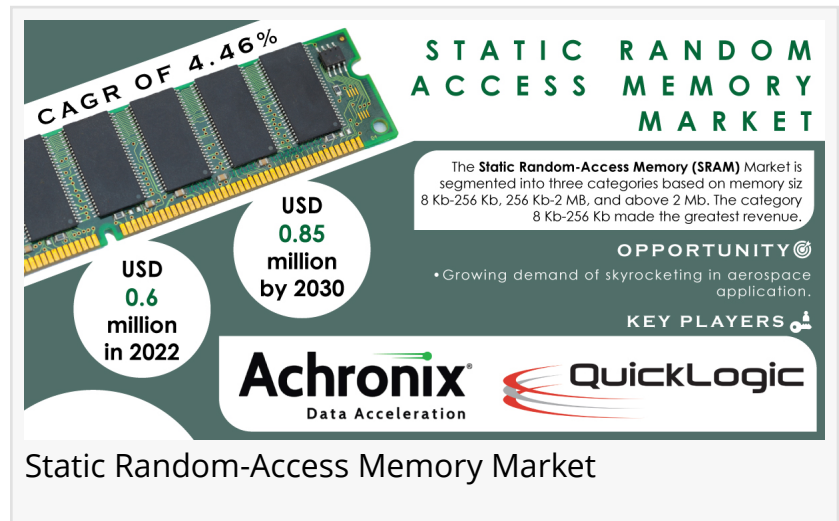 CAGR OF 4.46%
STATIC RANDOM
ACCESS MEMORY
MARKET
The Static Random-Access Memory (SRAM) Market is
segmented into three categories based on memory siz
8 Kb-256 Kb, 256 Kb-2 MB, and above 2 Mb. The category
8 Kb-256 Kb made the greatest revenue.
USD
0.85
million
by 2030
USD
0.6
million
in 2022
OPPORTUNITY
•Growing demand of skyrocketing in aerospace
application.
KEY PLAYERS
Achronix®
Data Acceleration
QuickLogic
Static Random-Access Memory Market